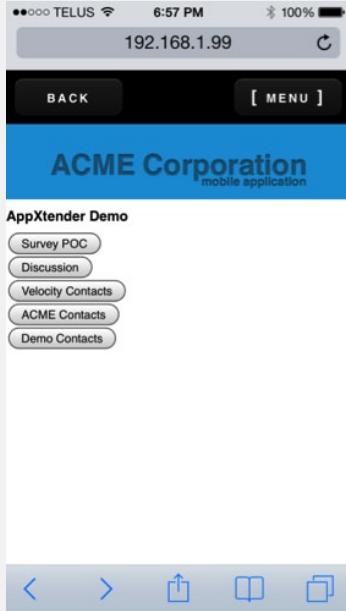 ●●○○○ TELUS 6:57 PM 100%
192.168.1.99
BACK [ MENU ]
ACME Corporation
mobile application
AppXtender Demo
Survey POC
Discussion
Velocity Contacts
ACME Contacts
Demo Contacts